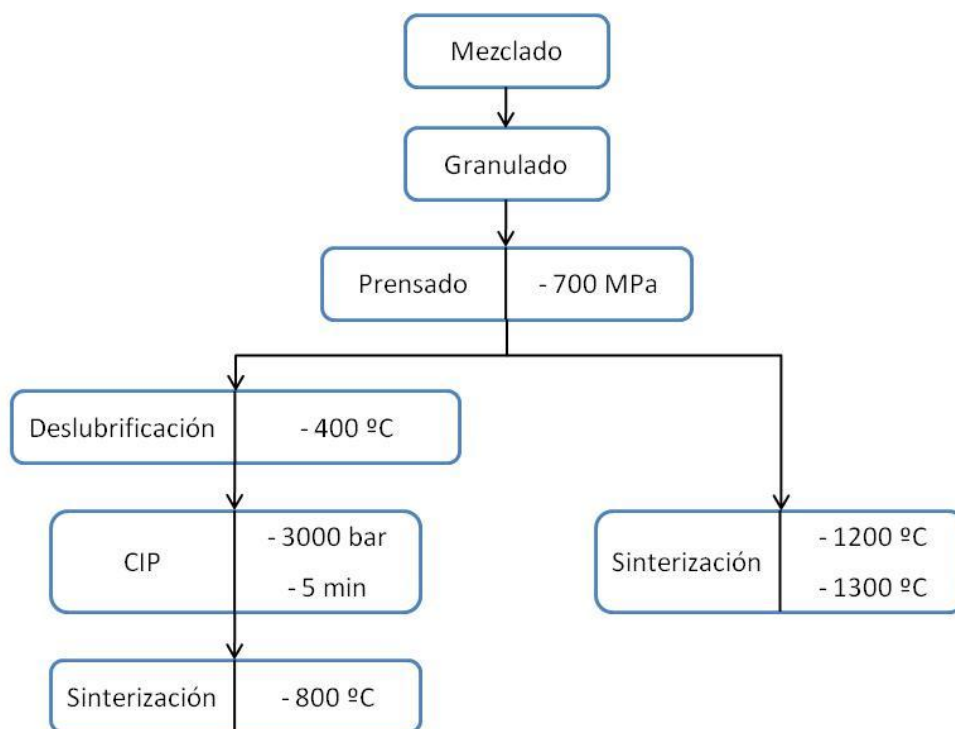 Mezclado
Granulado
Prensado
- 700 MPa
Deslubrificación
- 400 ºC
CIP
- 3000 bar
- 5 min
Sinterización
- 800 ºC
Sinterización
- 1200 ºC
- 1300 ºC